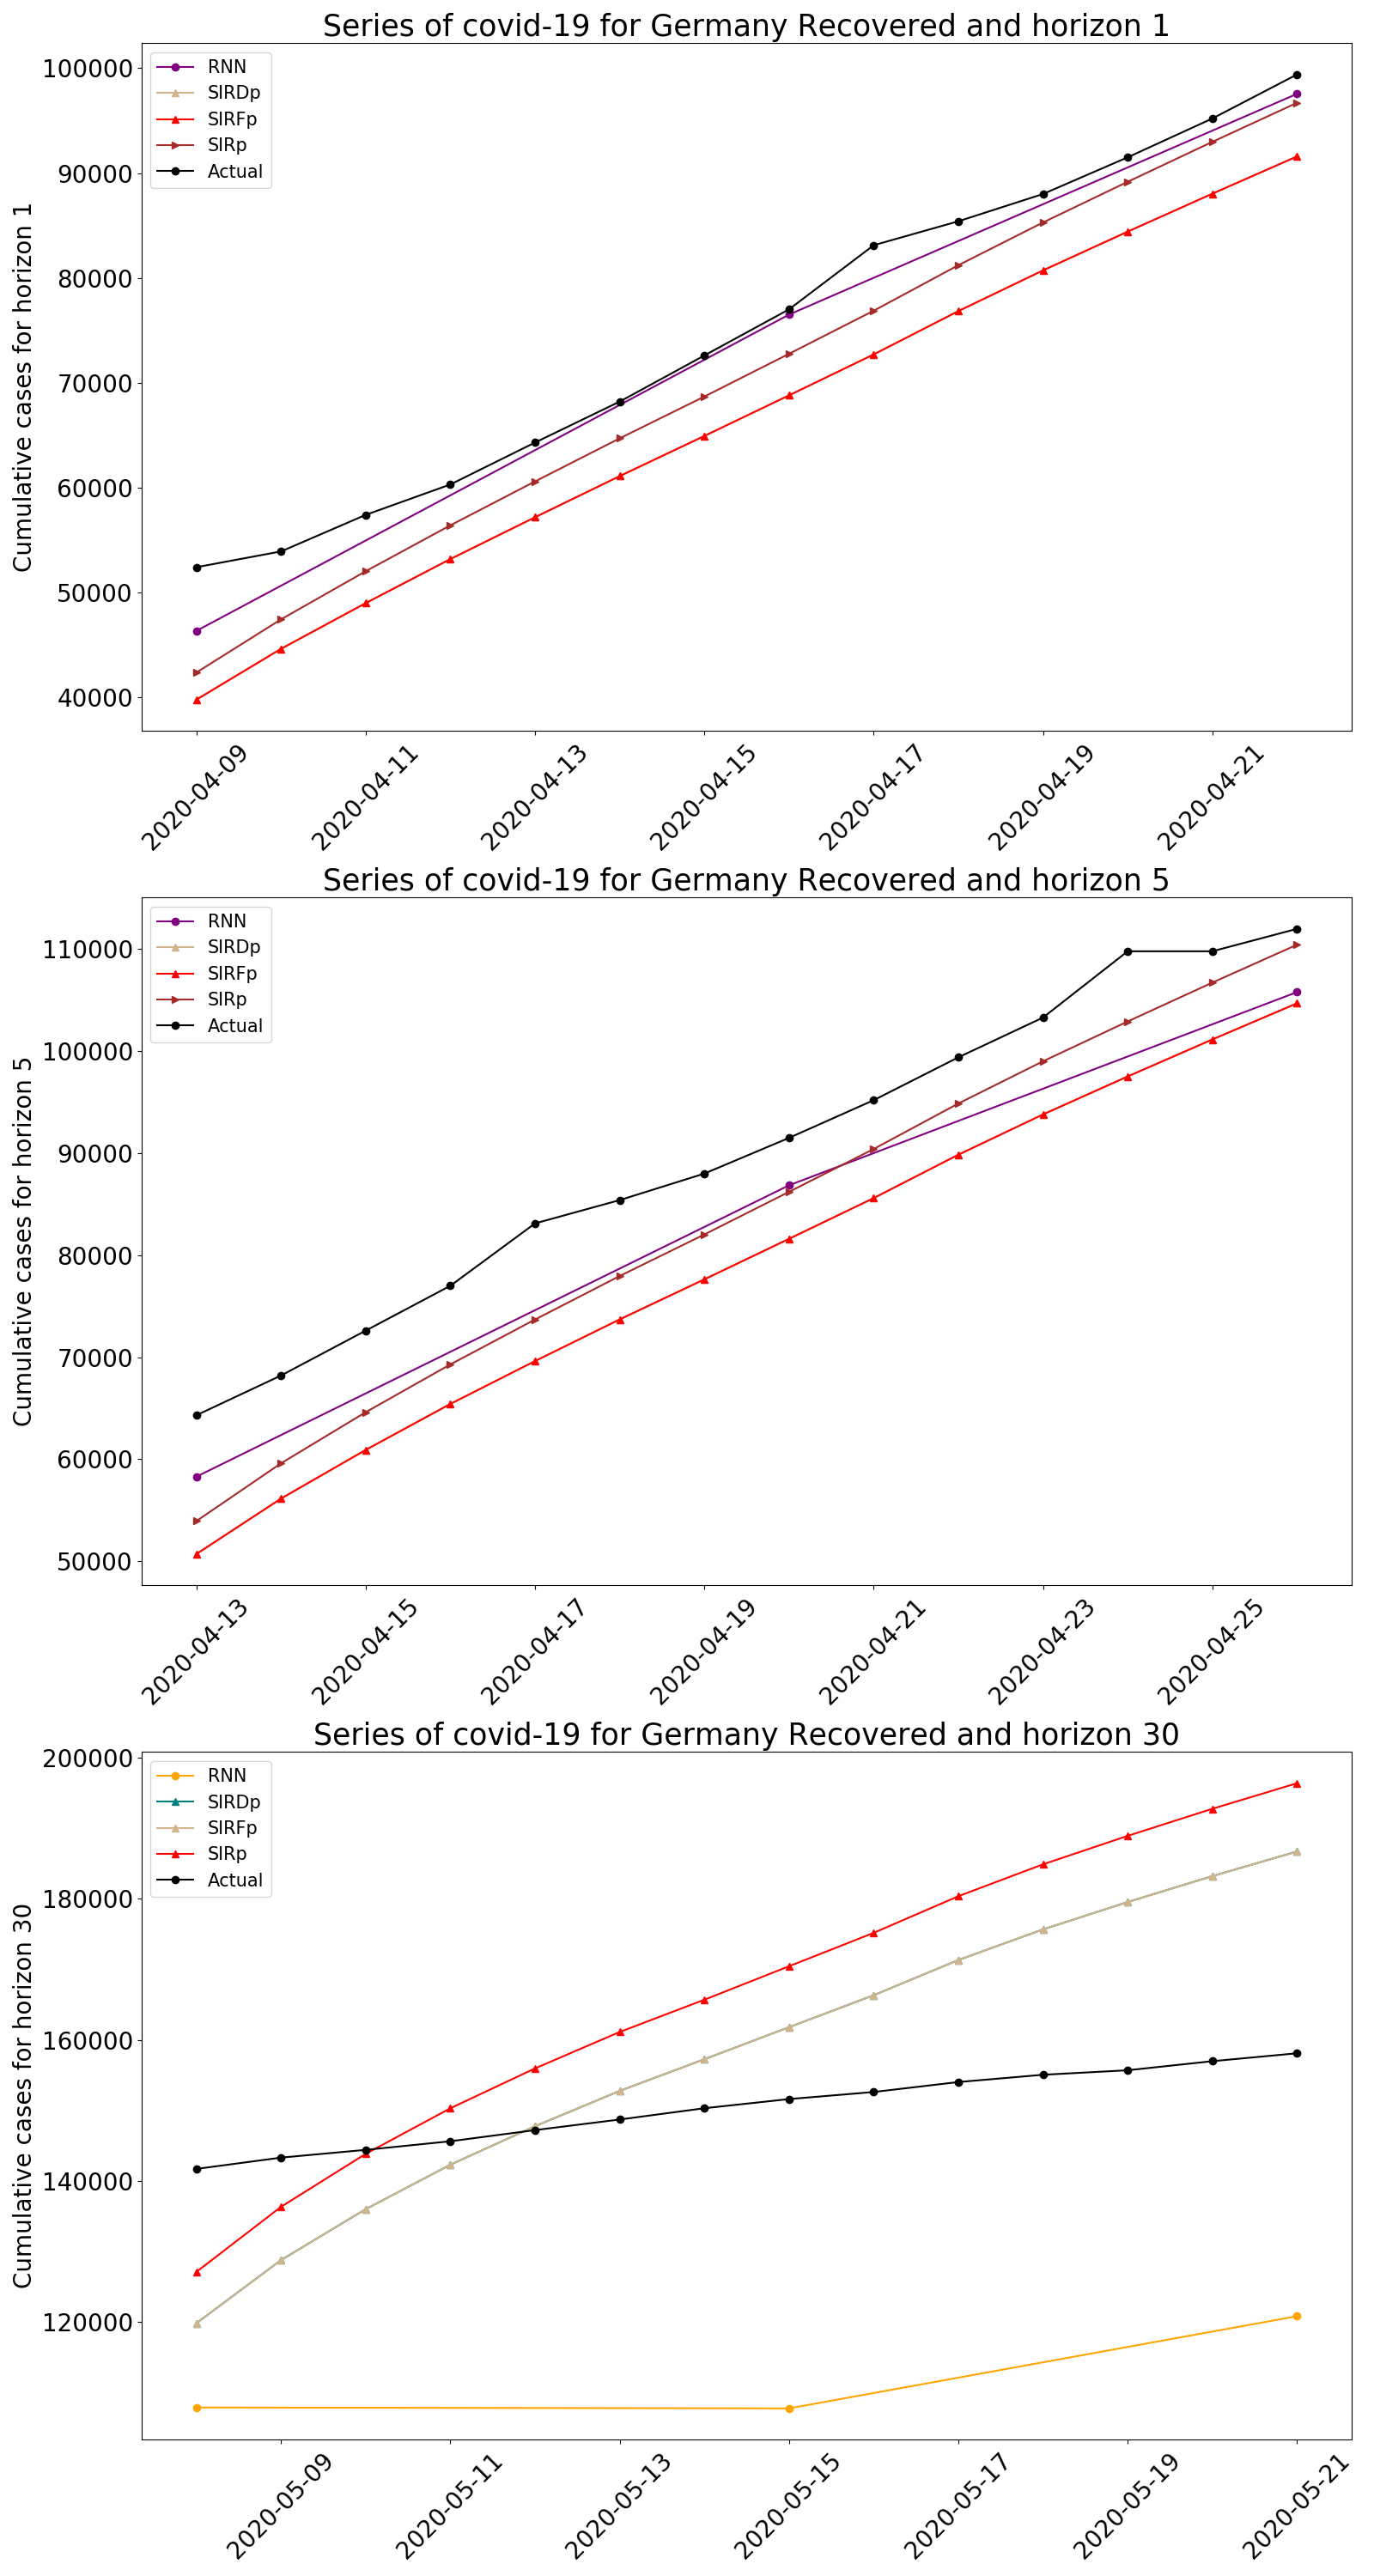 Series of covid-19 for Germany Recovered and horizon 1
Cumulative cases for horizon 1
100000
90000
80000
70000
60000
50000
40000
RNN
SIRDp
SIRFp
SIRp
Actual
2020-04-09
2020-04-11
2020-04-13
2020-04-15
2020-04-17
2020-04-19
2020-04-21
Series of covid-19 for Germany Recovered and horizon 5
Cumulative cases for horizon 5
110000
100000
90000
80000
70000
60000
50000
RNN
SIRDp
SIRFp
SIRp
Actual
2020-04-13
2020-04-15
2020-04-17
2020-04-19
2020-04-21
2020-04-23
2020-04-25
Series of covid-19 for Germany Recovered and horizon 30
Cumulative cases for horizon 30
200000
180000
160000
140000
120000
RNN
SIRDp
SIRFp
SIRp
Actual
2020-05-09
2020-05-11
2020-05-13
2020-05-15
2020-05-17
2020-05-19
2020-05-21